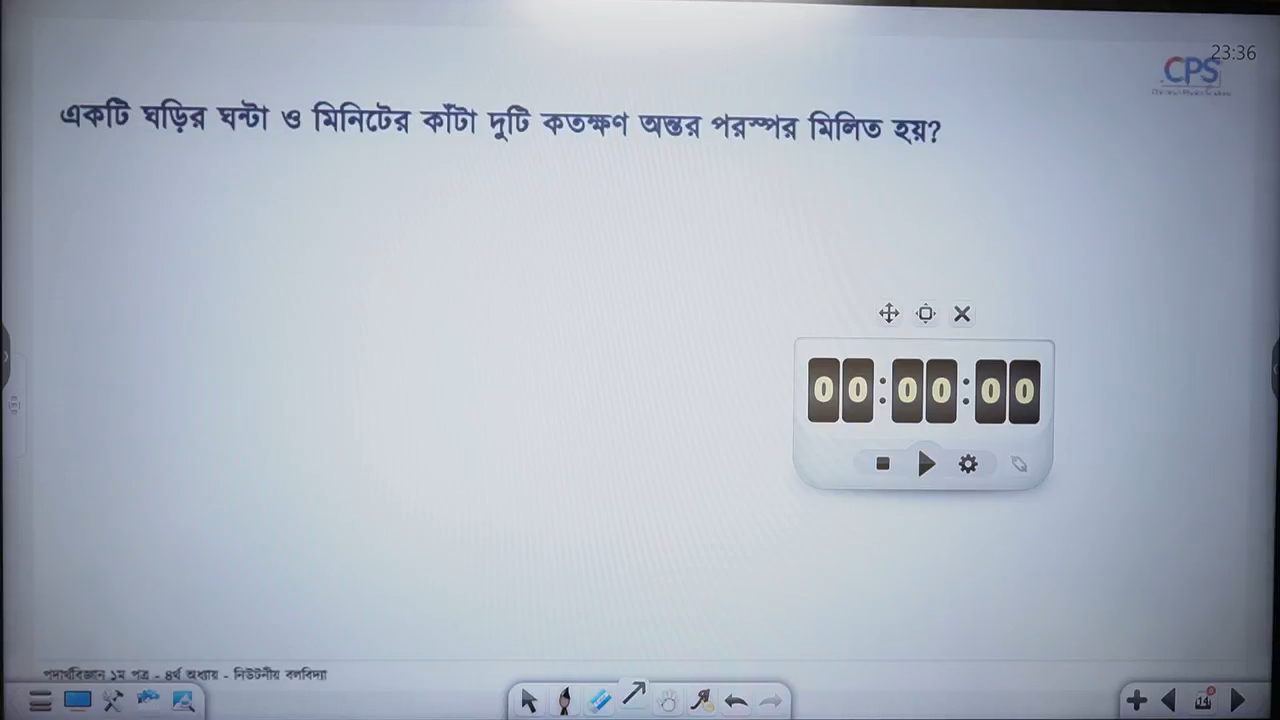 23:36
CPS
একটি ঘড়ির ঘন্টা ও মিনিটের কাঁটা দুটি কতক্ষণ অন্তর পরস্পর মিলিত হয়?
00:00:00
পদার্থবিজ্ঞান ১ম পত্র - ৪র্থ অধ্যায় - নিউটনীয় বলবিদ্যা
14